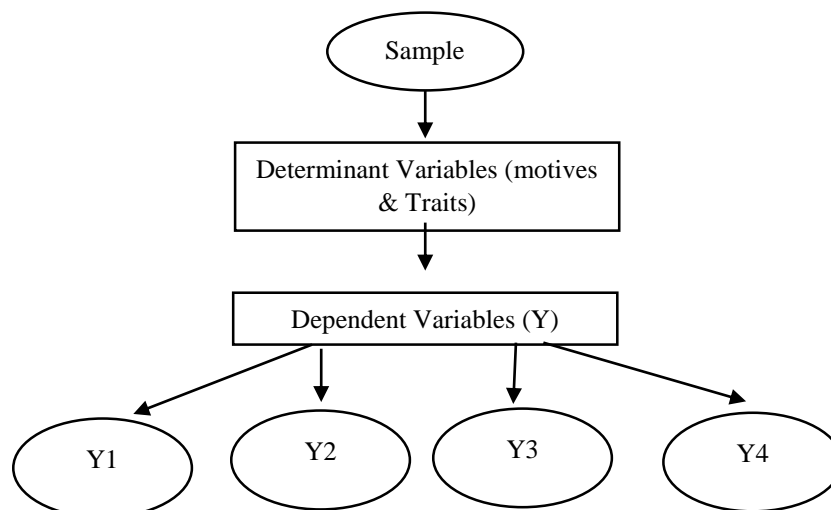 Sample
Determinant Variables (motives
& Traits)
Dependent Variables (Y)
Y1
Y2
Y3
Y4